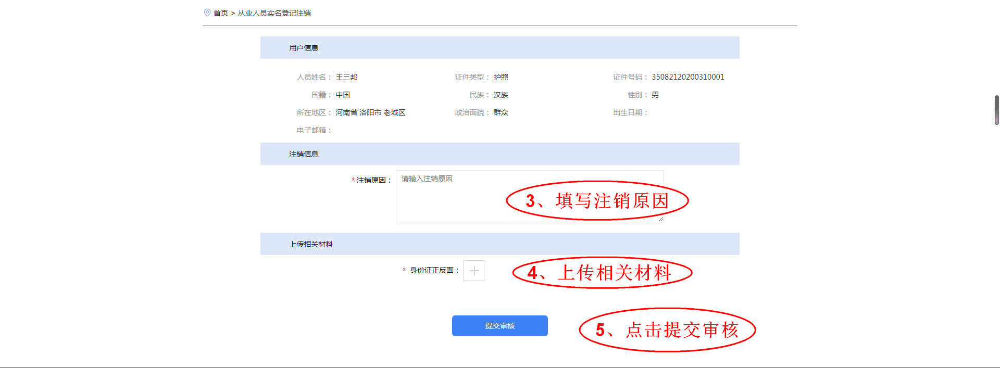 首页 > 从业人员实名登记注销
用户信息
人员姓名： 王三邦 证件类型： 护照 证件号码： 35082120200310001
国籍： 中国 民族： 汉族 性别： 男
所在地区： 河南省 洛阳市 老城区 政治面貌： 群众 出生日期：
电子邮箱：
注销信息
* 注销原因： 请输入注销原因
3、填写注销原因
上传相关材料
* 身份证正反面：
4、上传相关材料
提交审核
5、点击提交审核